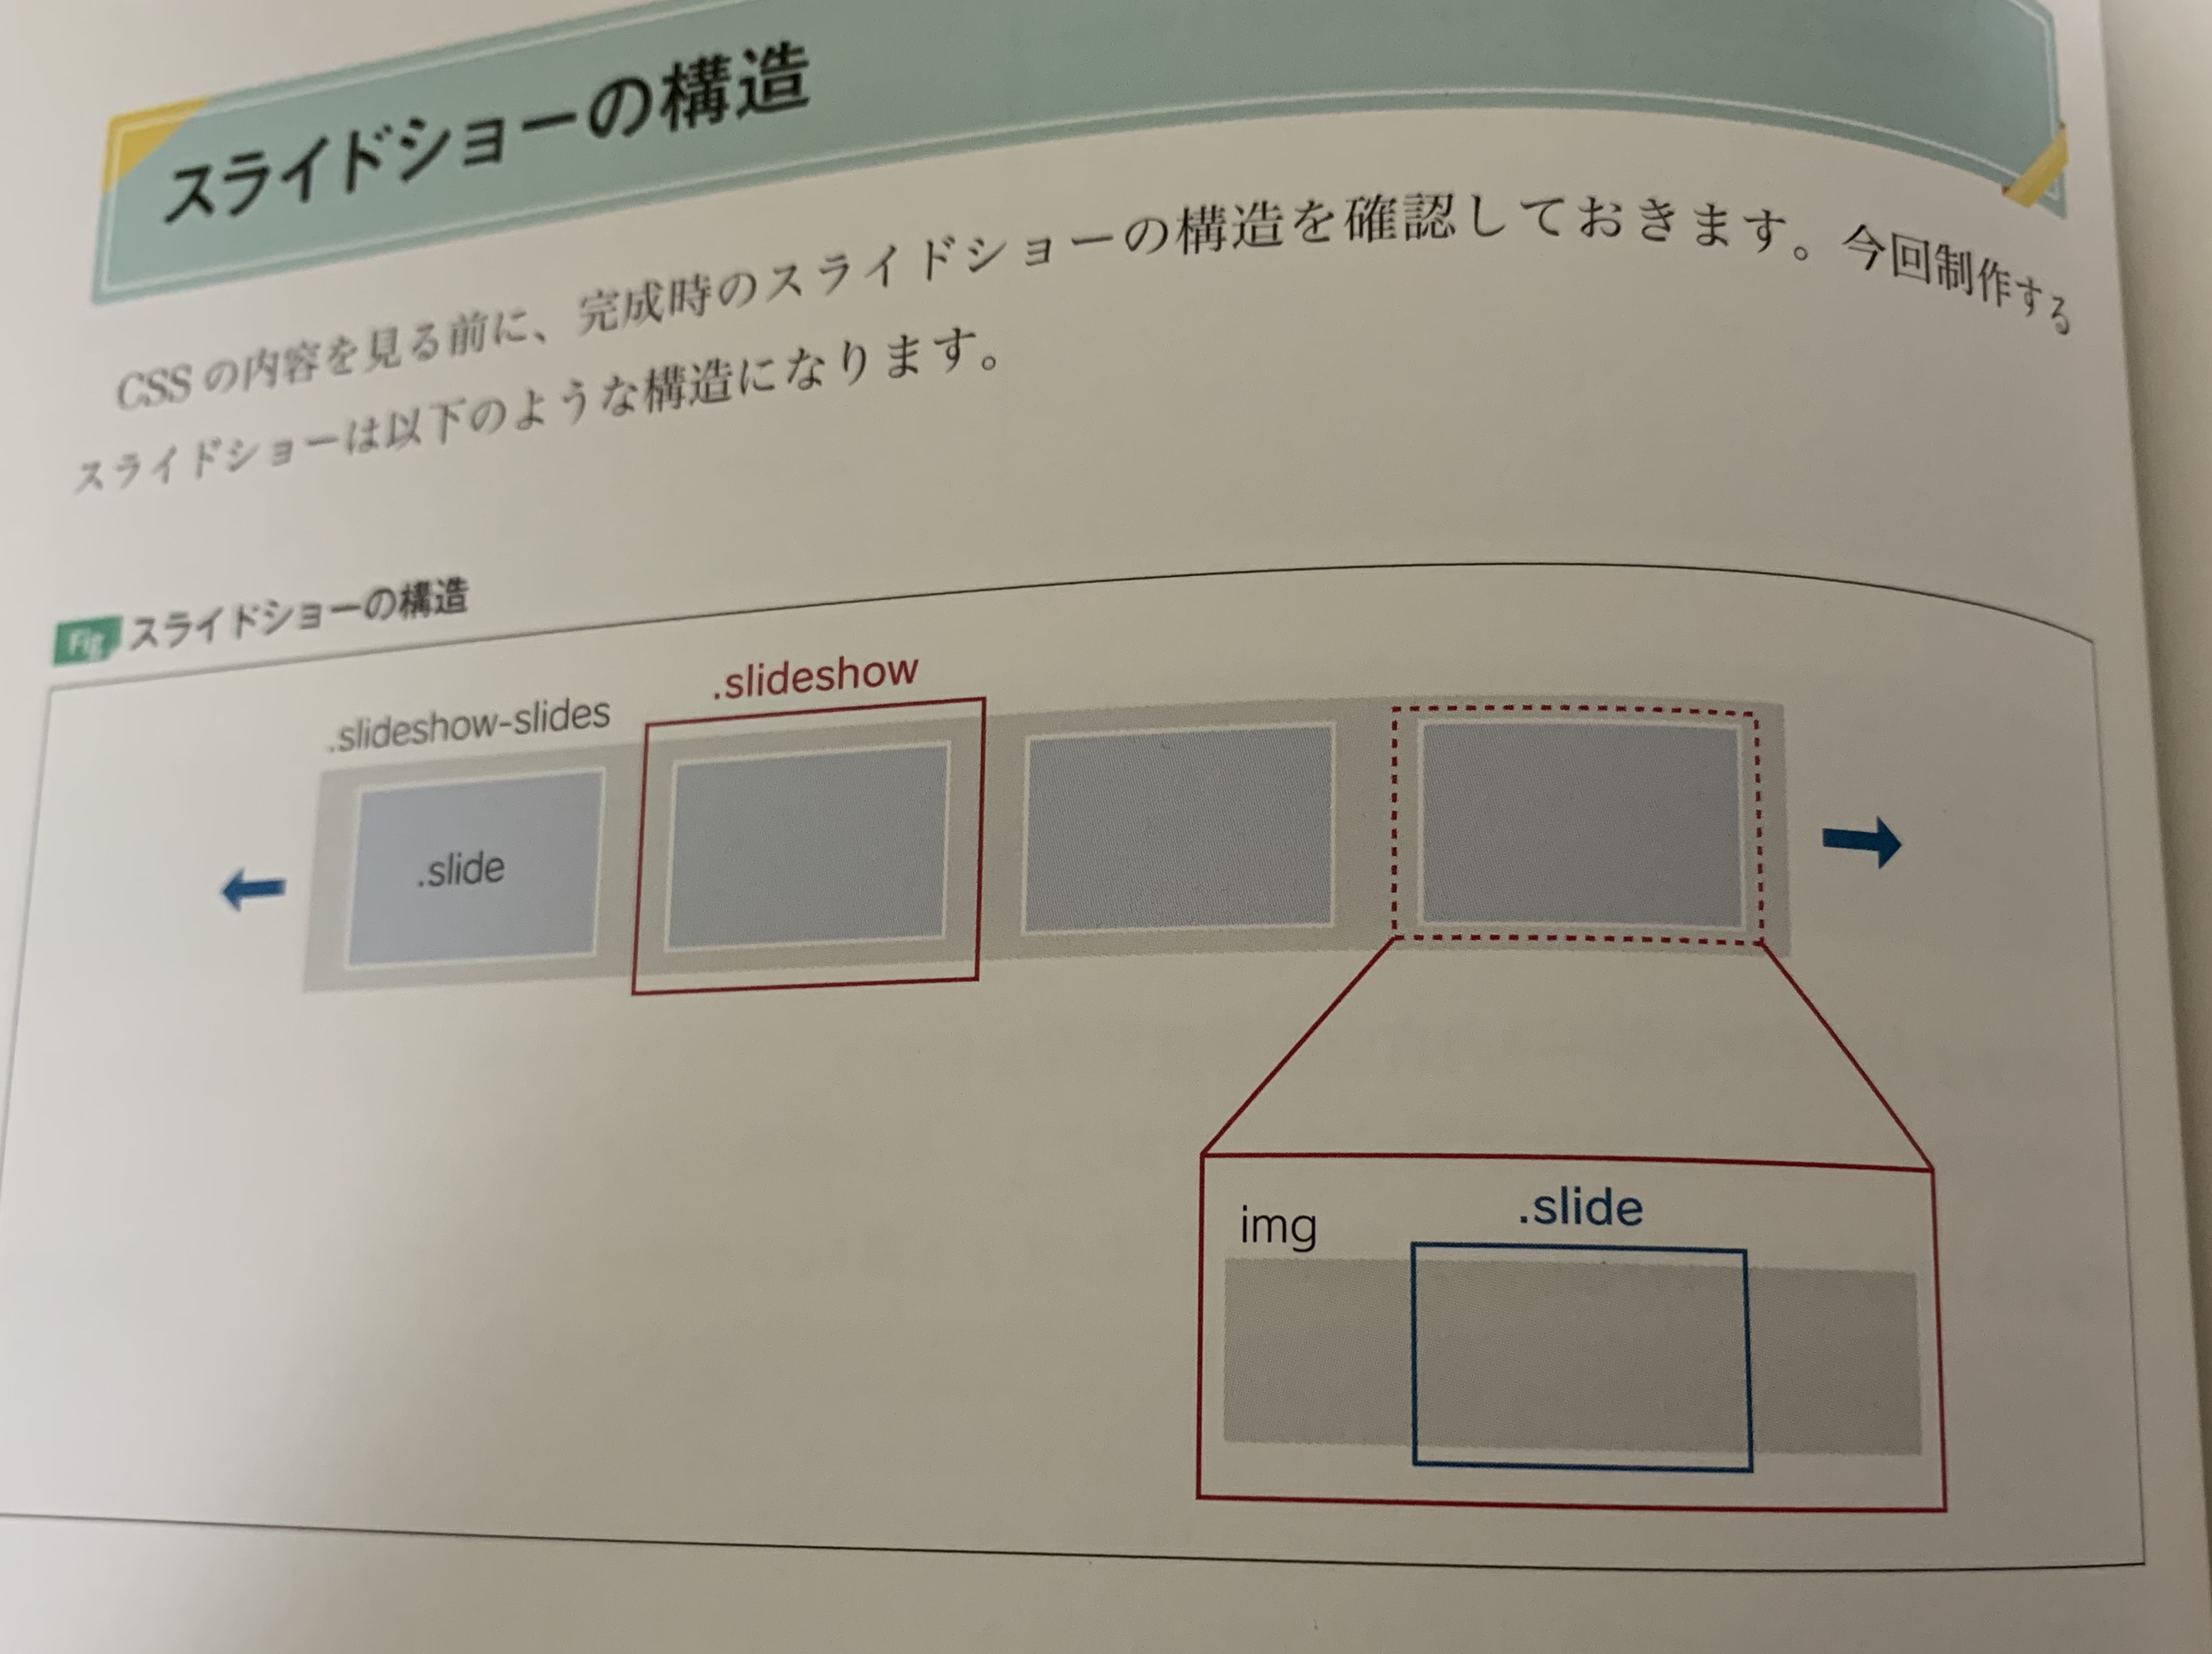 スライドショーの構造
CSSの内容を見る前に、完成時のスライドショーの構造を確認しておきます。今回制作する
スライドショーは以下のような構造になります。
Fig スライドショーの構造
.slideshow-slides
.slideshow
.slide
img
.slide